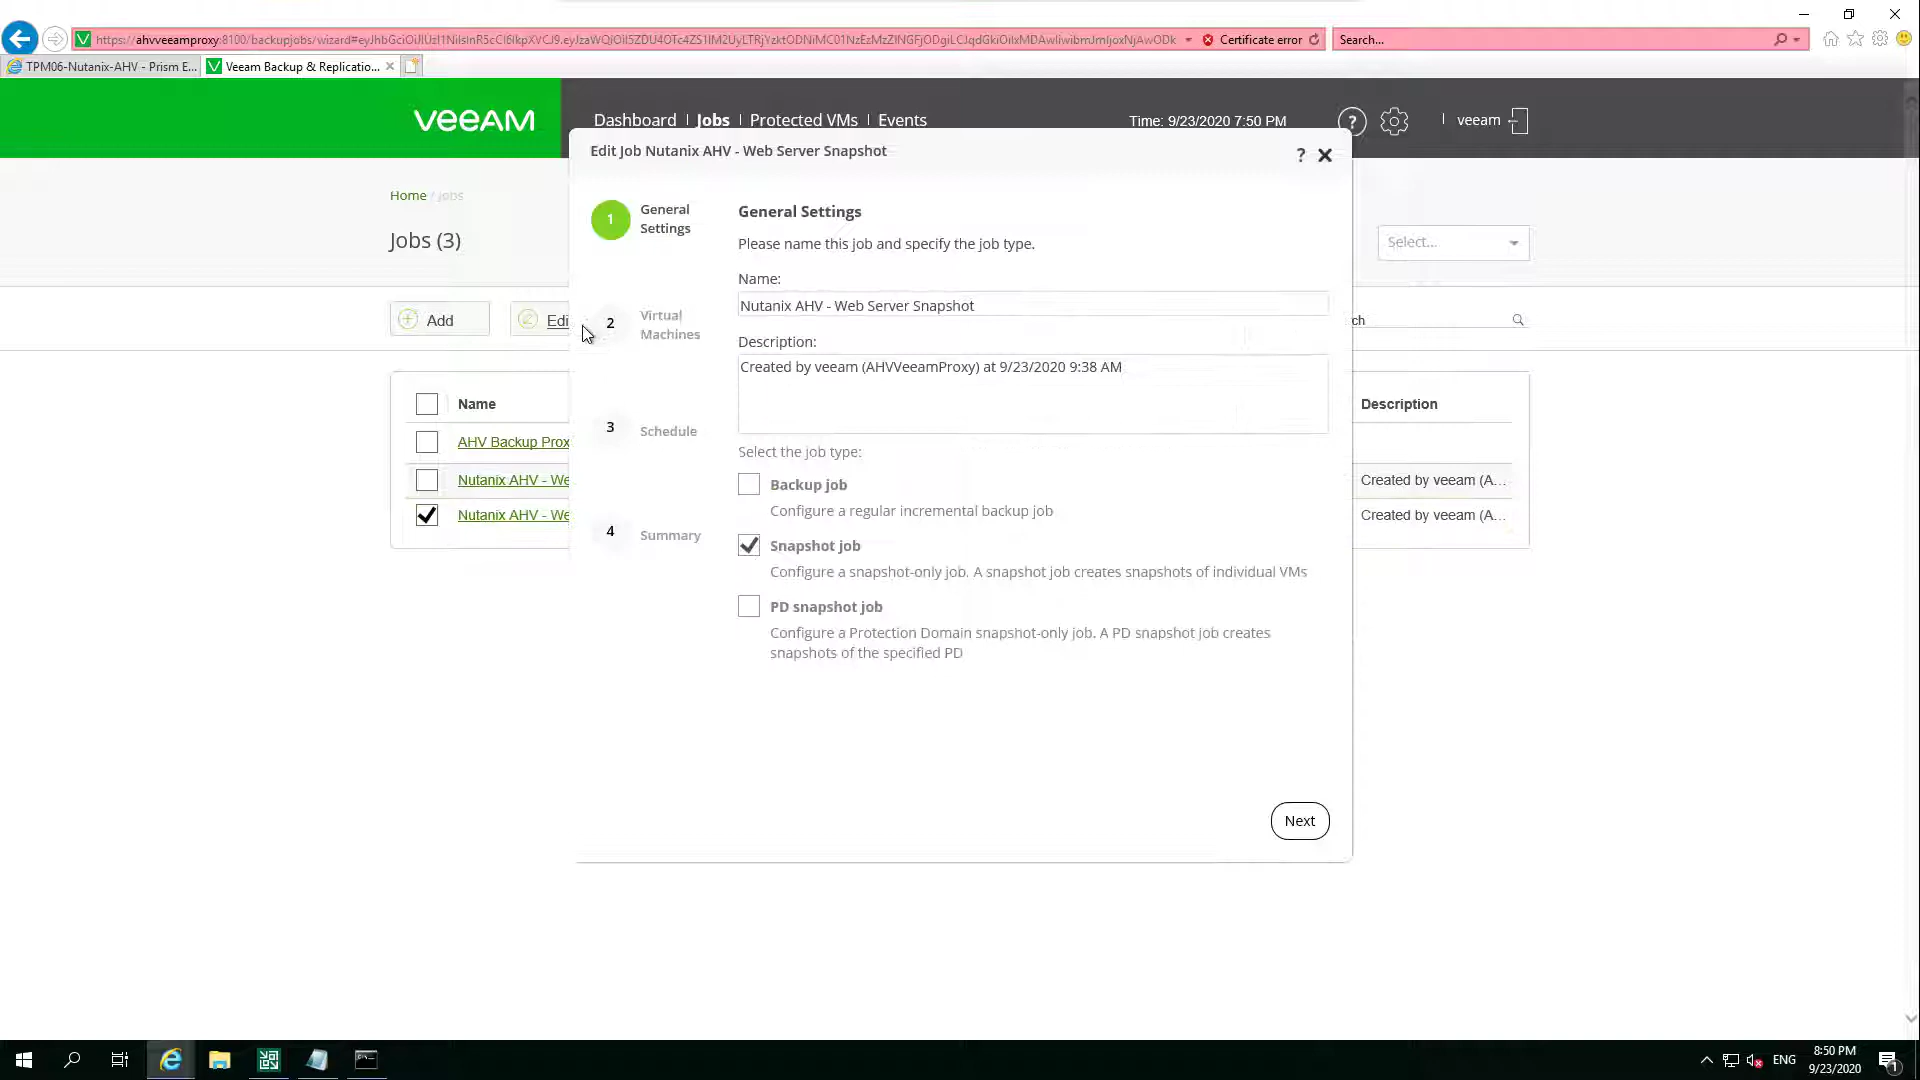 https://ahvveeamproxy:8100/backupjobs/wizard#
Certificate error
Search...
TPM06-Nutanix-AHV - Prism E...
Veeam Backup & Replicatio...
veeam
Dashboard
Jobs
Protected VMs
Events
Time: 9/23/2020 7:50 PM
?
veeam
Edit Job Nutanix AHV - Web Server Snapshot
?
Home / Jobs
Jobs (3)
Select...
Add
Edi
ch
1
General
Settings
2
Virtual
Machines
3
Schedule
4
Summary
General Settings
Please name this job and specify the job type.
Name:
Nutanix AHV - Web Server Snapshot
Description:
Created by veeam (AHVVeeamProxy) at 9/23/2020 9:38 AM
Select the job type:
Backup job
Configure a regular incremental backup job
Snapshot job
Configure a snapshot-only job. A snapshot job creates snapshots of individual VMs
PD snapshot job
Configure a Protection Domain snapshot-only job. A PD snapshot job creates
snapshots of the specified PD
Next
Name
Description
AHV Backup Prox
Nutanix AHV - We
Created by veeam (A...
Nutanix AHV - We
Created by veeam (A...
ENG
8:50 PM
9/23/2020
1